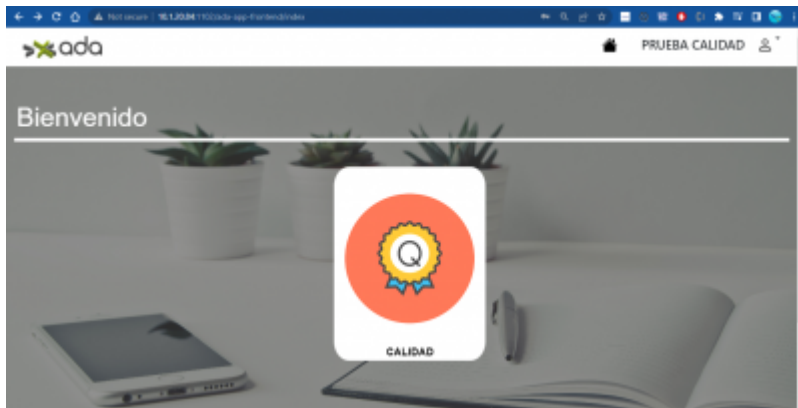 Not secure
ada
PRUEBA CALIDAD
Bienvenido
Q
CALIDAD